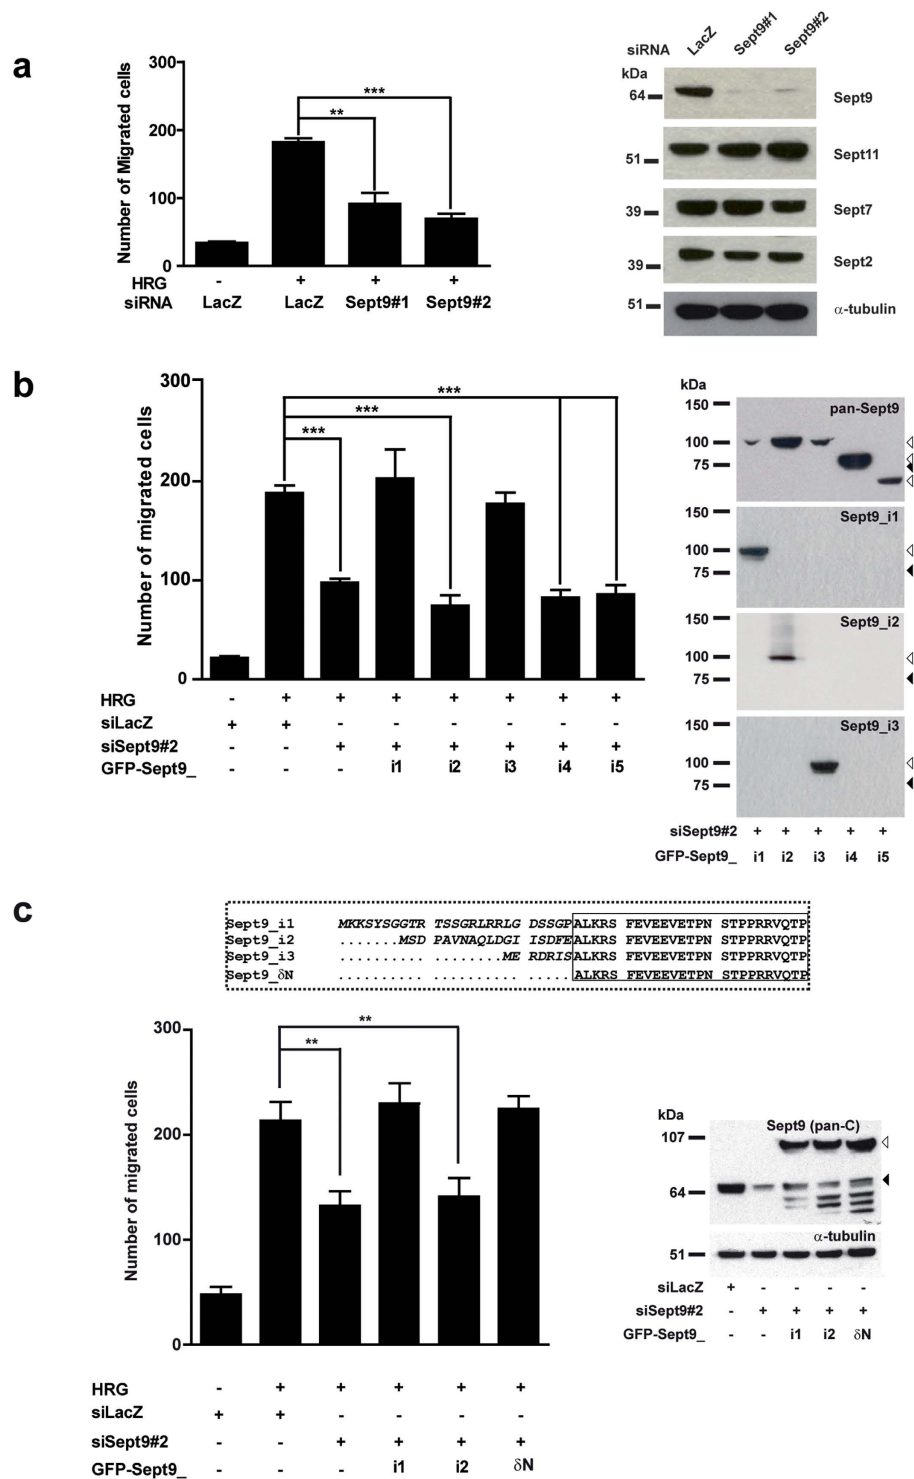 a
Number of Migrated cells
300
200
100
0
***
**
HRG - + + +
siRNA LacZ LacZ Sept9#1 Sept9#2
siRNA LacZ Sept9#1 Sept9#2
kDa
64 Sept9
51 Sept11
39 Sept7
39 Sept2
51 α-tubulin
b
Number of migrated cells
300
200
100
0
***
***
***
HRG - + + + + + + +
siLacZ + + - - - - - -
siSept9#2 - - + + + + + +
GFP-Sept9_ - - - i1 i2 i3 i4 i5
kDa
150 pan-Sept9
100
75
150 Sept9_i1
100
75
150 Sept9_i2
100
75
150 Sept9_i3
100
75
siSept9#2 + + + + +
GFP-Sept9_ i1 i2 i3 i4 i5
c
Sept9_i1 MKKSYSGGTR TSSGRLRRLG DSSGPALKRS FEVEEVETPN STPPRRVQTP
Sept9_i2 .......MSD PAVNAQLDGI ISDFEALKRS FEVEEVETPN STPPRRVQTP
Sept9_i3 .......... ........ME RDRISALKRS FEVEEVETPN STPPRRVQTP
Sept9_δN .......... .......... .....ALKRS FEVEEVETPN STPPRRVQTP
Number of migrated cells
300
200
100
0
**
**
HRG - + + + + +
siLacZ + + - - - -
siSept9#2 - - + + + +
GFP-Sept9_ - - - i1 i2 δN
kDa
107 Sept9 (pan-C)
64
α-tubulin
51
siLacZ + - - - -
siSept9#2 - + + + +
GFP-Sept9_ - - i1 i2 δN